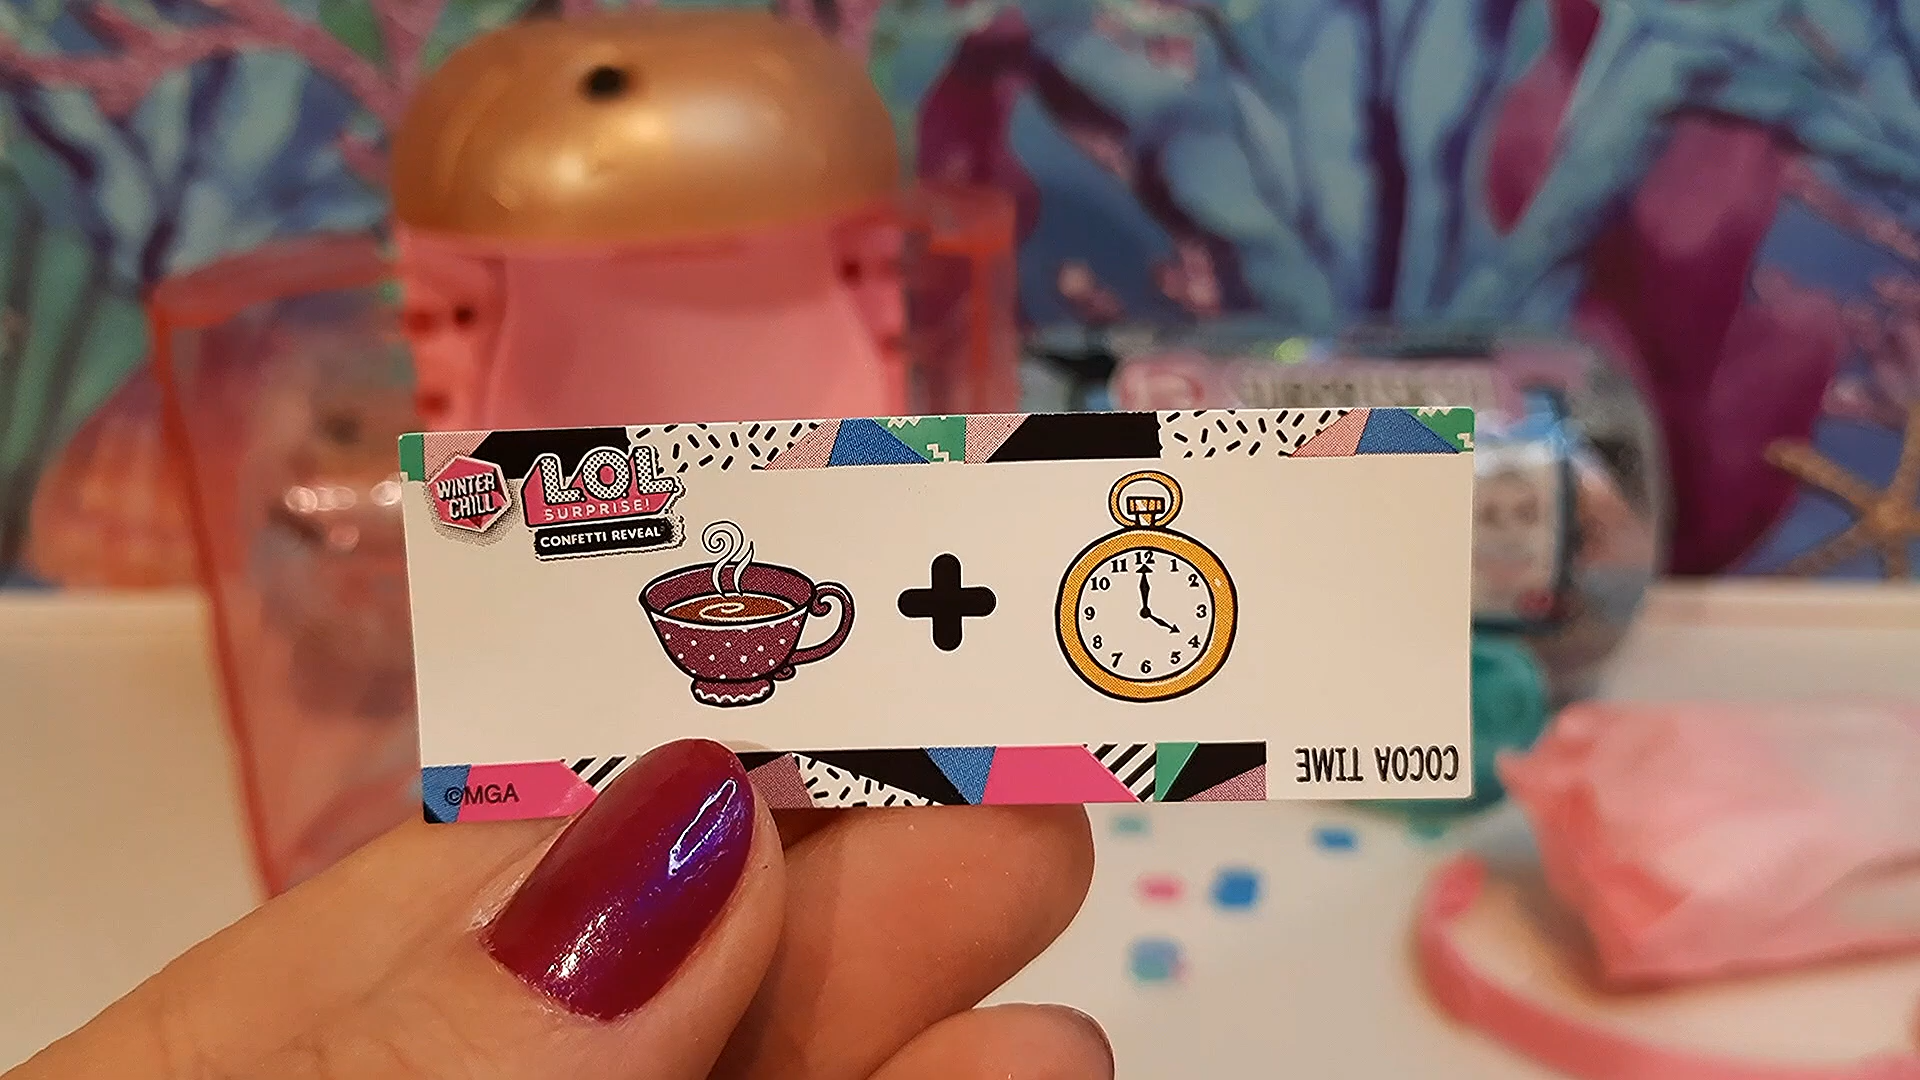 WINTER
CHILL
L.O.L.
SURPRISE!
CONFETTI REVEAL
11 12 1
10 2
9 3
8 4
7 6 5
©MGA
COCOA TIME